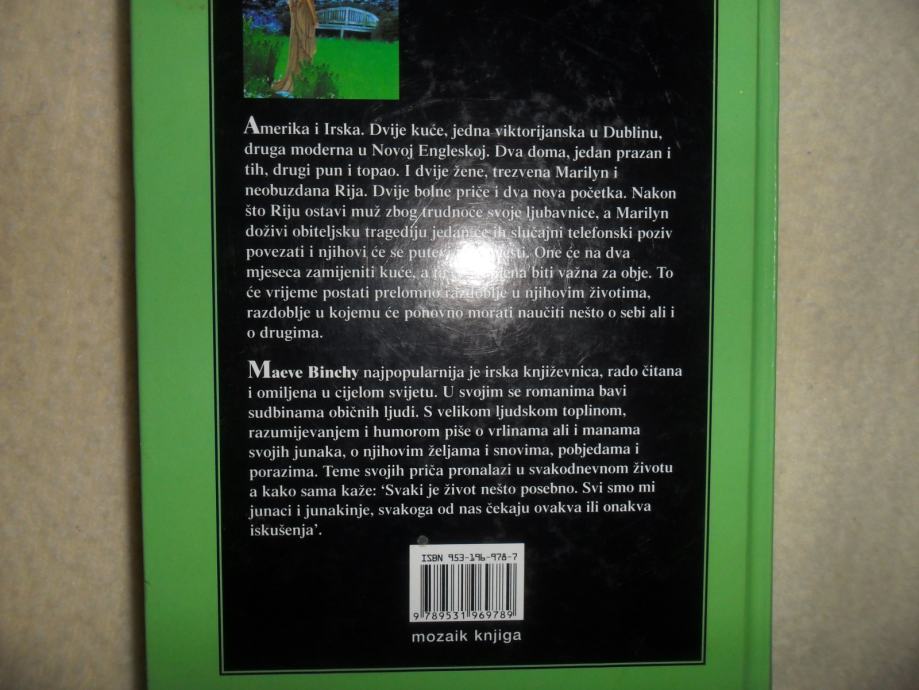 Amerika i Irska. Dvije kuće, jedna viktorijanska u Dublinu,
druga moderna u Novoj Engleskoj. Dva doma, jedan prazan i
tih, drugi pun i topao. I dvije žene, trezvena Marilyn i
neobuzdana Rija. Dvije bolne priče i dva nova početka. Nakon
što Riju ostavi muž zbog trudnoće svoje ljubavnice, a Marilyn
doživi obiteljsku tragediju jedan će ih slučajni telefonski poziv
povezati i njihovi će se putevi One će na dva
mjeseca zamijeniti kuće, a biti važna za obje. To
će vrijeme postati prelomno razdoblje u njihovim životima,
razdoblje u kojemu će ponovno morati naučiti nešto o sebi ali i
o drugima.
Maeve Binchy najpopularnija je irska književnica, rado čitana
i omiljena u cijelom svijetu. U svojim se romanima bavi
sudbinama običnih ljudi. S velikom ljudskom toplinom,
razumijevanjem i humorom piše o vrlinama ali i manama
svojih junaka, o njihovim željama i snovima, pobjedama i
porazima. Teme svojih priča pronalazi u svakodnevnom životu
a kako sama kaže: ‘Svaki je život nešto posebno. Svi smo mi
junaci i junakinje, svakoga od nas čekaju ovakva ili onakva
iskušenja’.
ISBN 953-196-978-7
9 789531 969789
mozaik knjiga